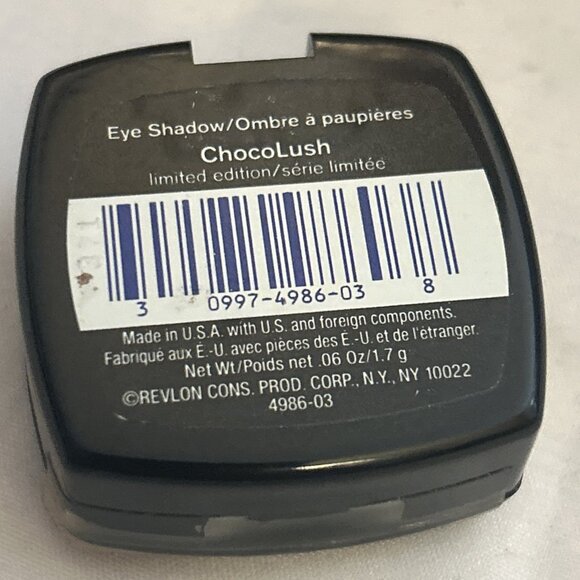 Eye Shadow/Ombre à paupières
ChocoLush
limited edition/série limitée
3 0997-4986-03 8
Made in U.S.A. with U.S. and foreign components.
Fabriqué aux É.-U. avec pièces des É.-U. et de l'étranger.
Net Wt/Poids net .06 Oz/1.7 g
©REVLON CONS. PROD. CORP., N.Y., NY 10022
4986-03